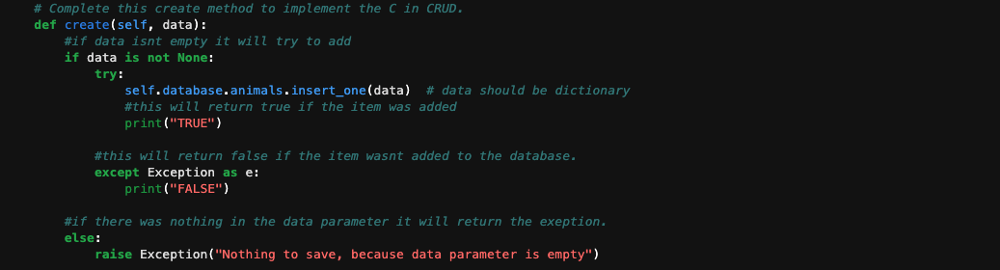 # Complete this create method to implement the C in CRUD.
def create(self, data):
#if data isnt empty it will try to add
if data is not None:
try:
self.database.animals.insert_one(data)  # data should be dictionary
#this will return true if the item was added
print("TRUE")
#this will return false if the item wasnt added to the database.
except Exception as e:
print("FALSE")
#if there was nothing in the data parameter it will return the exeption.
else:
raise Exception("Nothing to save, because data parameter is empty")